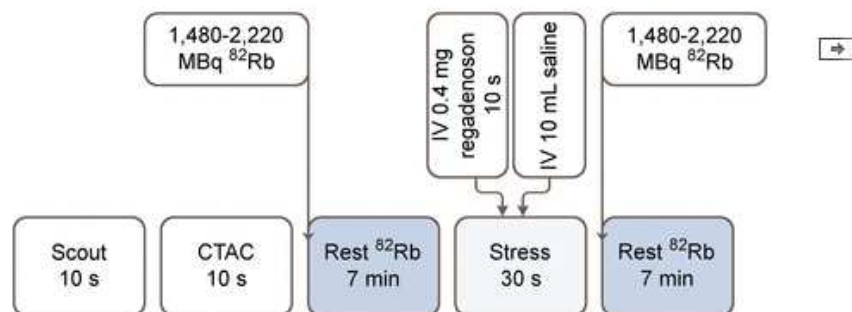 1,480-2,220
MBq ⁸²Rb
IV 0.4 mg
regadenoson
10 s
IV 10 mL saline
1,480-2,220
MBq ⁸²Rb
Scout
10 s
CTAC
10 s
Rest ⁸²Rb
7 min
Stress
30 s
Rest ⁸²Rb
7 min